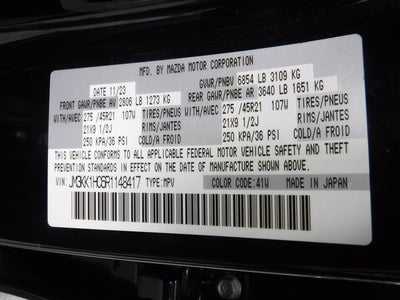 MFD. BY MAZDA MOTOR CORPORATION
DATE 11/23 GVWR/PNBV 6854 LB 3109 KG
FRONT GAWR/PNBE AV 2806 LB 1273 KG REAR GAWR/PNBE AR 3640 LB 1651 KG
WITH/AVEC 275 /45R21 107W TIRES/PNEUS WITH/AVEC 275 /45R21 107W TIRES/PNEUS
21X9 1/2J RIMS/JANTES 21X9 1/2J RIMS/JANTES
250 KPA/36 PSI COLD/A FROID 250 KPA/36 PSI COLD/A FROID
THIS VEHICLE CONFORMS TO ALL APPLICABLE FEDERAL MOTOR VEHICLE SAFETY AND THEFT
PREVENTION STANDARDS IN EFFECT ON THE DATE OF MANUFACTURE SHOWN ABOVE.
VIN: JM3KK1HC6R1148417 TYPE:MPV COLOR CODE:41W MADE IN JAPAN